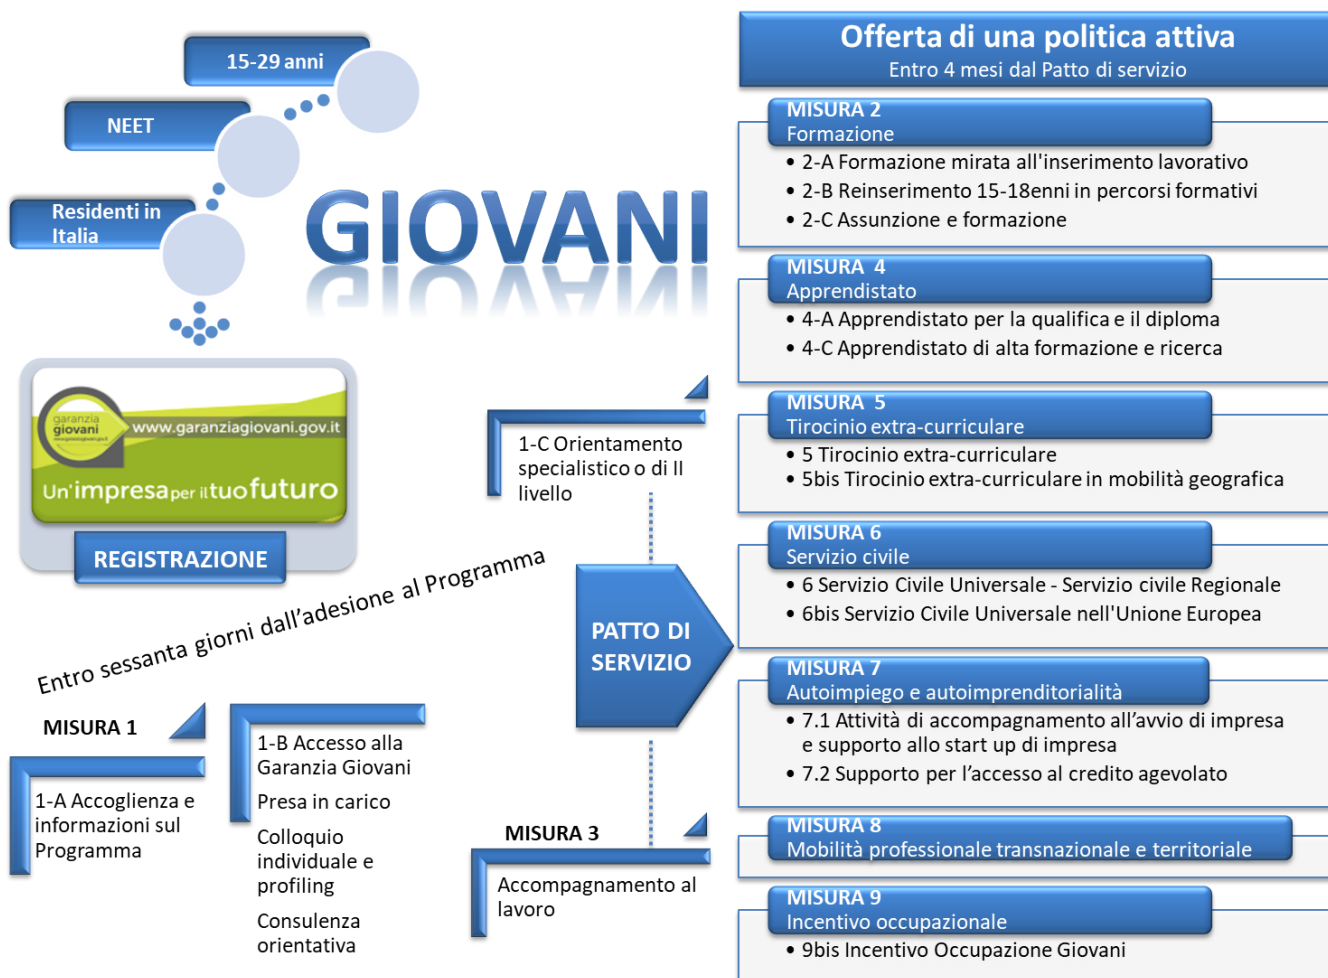 15-29 anni
NEET
Residenti in
Italia
GIOVANI
garanzia
giovani
www.garanziagiovani.gov.it
www.garanziagiovani.gov.it
Un'impresa per il tuo futuro
REGISTRAZIONE
Entro sessanta giorni dall'adesione al Programma
MISURA 1
1-A Accoglienza e
informazioni sul
Programma
1-B Accesso alla
Garanzia Giovani
Presa in carico
Colloquio
individuale e
profiling
Consulenza
orientativa
1-C Orientamento
specialistico o di II
livello
PATTO DI
SERVIZIO
MISURA 3
Accompagnamento al
lavoro
Offerta di una politica attiva
Entro 4 mesi dal Patto di servizio
MISURA 2
Formazione
• 2-A Formazione mirata all'inserimento lavorativo
• 2-B Reinserimento 15-18enni in percorsi formativi
• 2-C Assunzione e formazione
MISURA 4
Apprendistato
• 4-A Apprendistato per la qualifica e il diploma
• 4-C Apprendistato di alta formazione e ricerca
MISURA 5
Tirocinio extra-curriculare
• 5 Tirocinio extra-curriculare
• 5bis Tirocinio extra-curriculare in mobilità geografica
MISURA 6
Servizio civile
• 6 Servizio Civile Universale - Servizio civile Regionale
• 6bis Servizio Civile Universale nell'Unione Europea
MISURA 7
Autoimpiego e autoimprenditorialità
• 7.1 Attività di accompagnamento all'avvio di impresa
e supporto allo start up di impresa
• 7.2 Supporto per l'accesso al credito agevolato
MISURA 8
Mobilità professionale transnazionale e territoriale
MISURA 9
Incentivo occupazionale
• 9bis Incentivo Occupazione Giovani